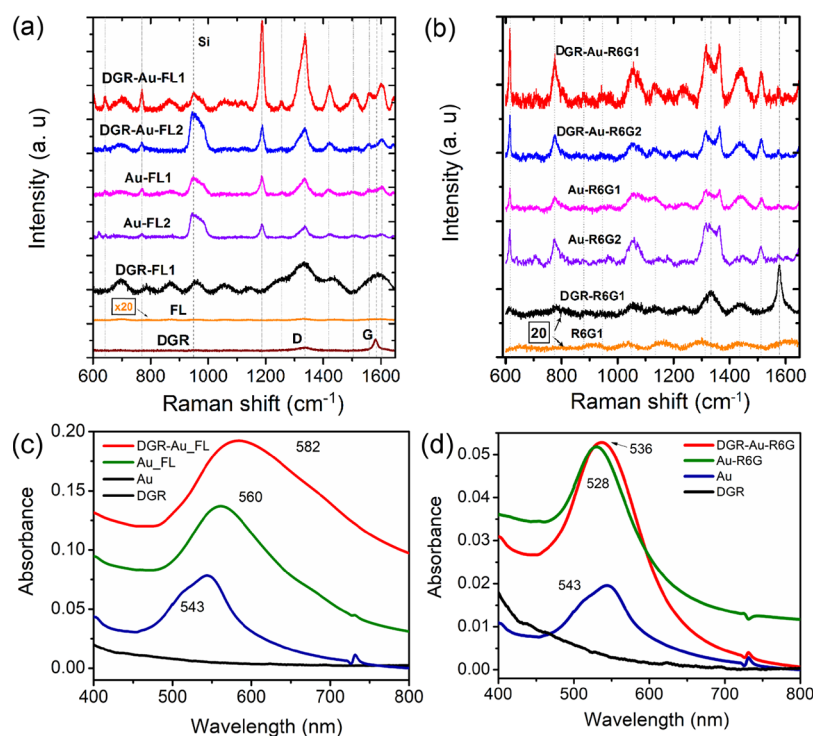 (a)
Si
DGR-Au-FL1
DGR-Au-FL2
Au-FL1
Au-FL2
DGR-FL1
x20
FL
DGR
D
G
Intensity (a. u)
600 800 1000 1200 1400 1600
Raman shift (cm-1)
(b)
DGR-Au-R6G1
DGR-Au-R6G2
Au-R6G1
Au-R6G2
DGR-R6G1
20
R6G1
Intensity (a. u)
600 800 1000 1200 1400 1600
Raman shift (cm-1)
(c)
DGR-Au_FL
Au_FL
Au
DGR
582
560
543
0.20
0.15
0.10
0.05
0.00
Absorbance
400 500 600 700 800
Wavelength (nm)
(d)
DGR-Au-R6G
Au-R6G
Au
DGR
536
528
543
0.05
0.04
0.03
0.02
0.01
0.00
Absorbance
400 500 600 700 800
Wavelength (nm)